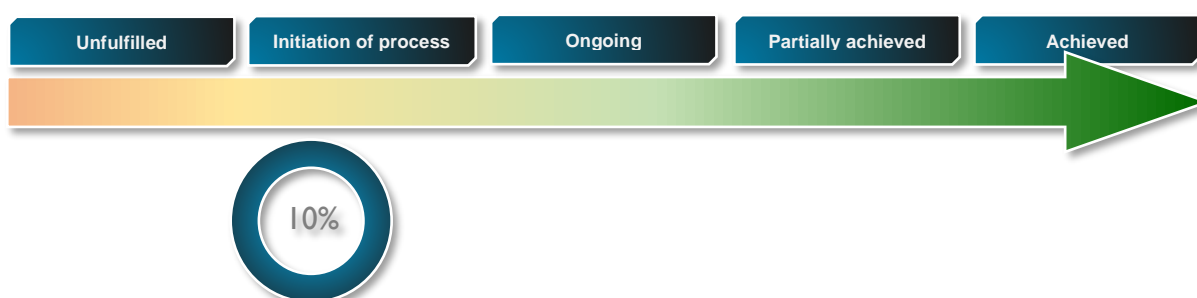 Unfulfilled
Initiation of process
Ongoing
Partially achieved
Achieved
10%